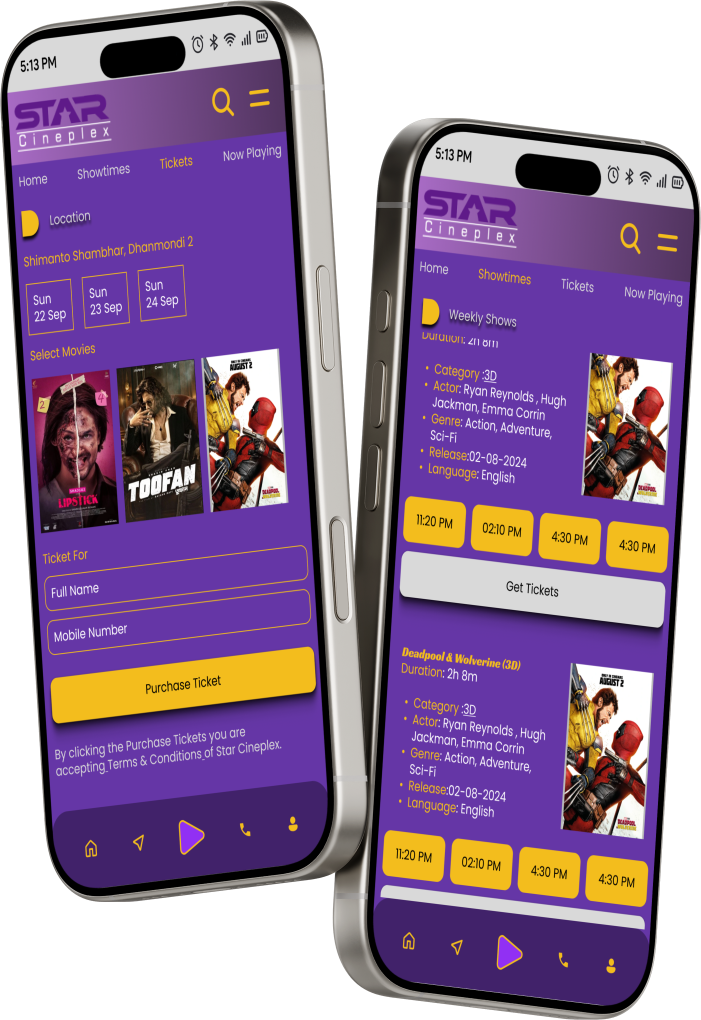 5:13 PM
STAR
Cineplex
Home Showtimes Tickets Now Playing
Location
Shimanto Shambhar, Dhanmondi 2
Sun
22 Sep
Sun
23 Sep
Sun
24 Sep
Select Movies
2
LIPSTICK
TOOFAN
AUGUST 2
DEADPOOL
Ticket For
Full Name
Mobile Number
Purchase Ticket
By clicking the Purchase Tickets you are
accepting Terms & Conditions of Star Cineplex.
5:13 PM
STAR
Cineplex
Home Showtimes Tickets Now Playing
Weekly Shows
Duration: 2h 8m
• Category :3D
• Actor: Ryan Reynolds , Hugh
Jackman, Emma Corrin
• Genre: Action, Adventure,
Sci-Fi
• Release:02-08-2024
• Language: English
11:20 PM 02:10 PM 4:30 PM 4:30 PM
Get Tickets
Deadpool & Wolverine (3D)
Duration: 2h 8m
AUGUST 2
• Category :3D
• Actor: Ryan Reynolds , Hugh
Jackman, Emma Corrin
• Genre: Action, Adventure,
Sci-Fi
• Release:02-08-2024
• Language: English
11:20 PM 02:10 PM 4:30 PM 4:30 PM